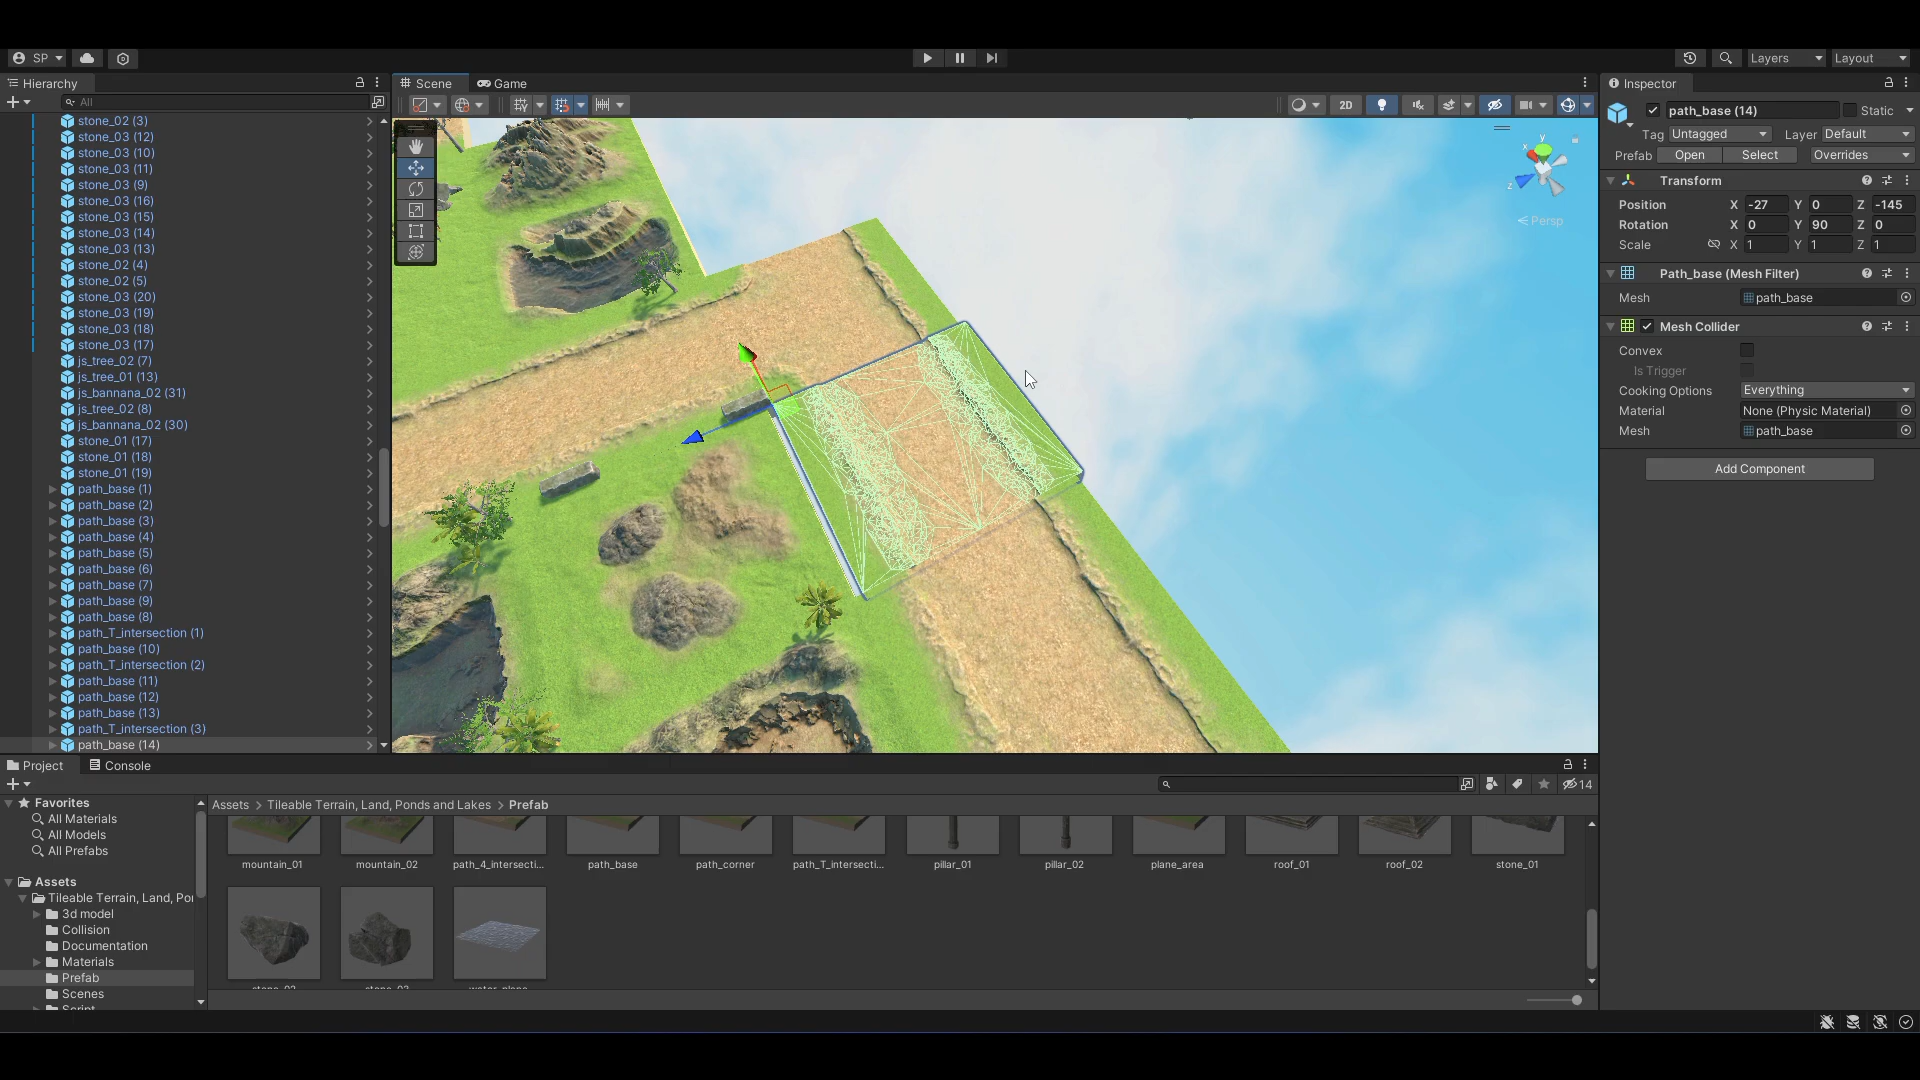 SP
Layers
Layout
Hierarchy
All
stone_02 (3)
stone_03 (12)
stone_03 (10)
stone_03 (11)
stone_03 (9)
stone_03 (16)
stone_03 (15)
stone_03 (14)
stone_03 (13)
stone_02 (4)
stone_02 (5)
stone_03 (20)
stone_03 (19)
stone_03 (18)
stone_03 (17)
js_tree_02 (7)
js_tree_01 (13)
js_bannana_02 (31)
js_tree_02 (8)
js_bannana_02 (30)
stone_01 (17)
stone_01 (18)
stone_01 (19)
path_base (1)
path_base (2)
path_base (3)
path_base (4)
path_base (5)
path_base (6)
path_base (7)
path_base (9)
path_base (8)
path_T_intersection (1)
path_base (10)
path_T_intersection (2)
path_base (11)
path_base (12)
path_base (13)
path_T_intersection (3)
path_base (14)
Scene
Game
2D
y
x
z
Persp
Inspector
path_base (14)
Static
Tag Untagged
Layer Default
Prefab Open Select Overrides
Transform
Position X -27 Y 0 Z -145
Rotation X 0 Y 90 Z 0
Scale X 1 Y 1 Z 1
Path_base (Mesh Filter)
Mesh path_base
Mesh Collider
Convex
Is Trigger
Cooking Options Everything
Material None (Physic Material)
Mesh path_base
Add Component
Project
Console
14
Favorites
All Materials
All Models
All Prefabs
Assets
Tileable Terrain, Land, Po
3d model
Collision
Documentation
Materials
Prefab
Scenes
Script
Assets > Tileable Terrain, Land, Ponds and Lakes > Prefab
mountain_01
mountain_02
path_4_intersecti...
path_base
path_corner
path_T_intersecti...
pillar_01
pillar_02
plane_area
roof_01
roof_02
stone_01
stone_02
stone_03
water_plane